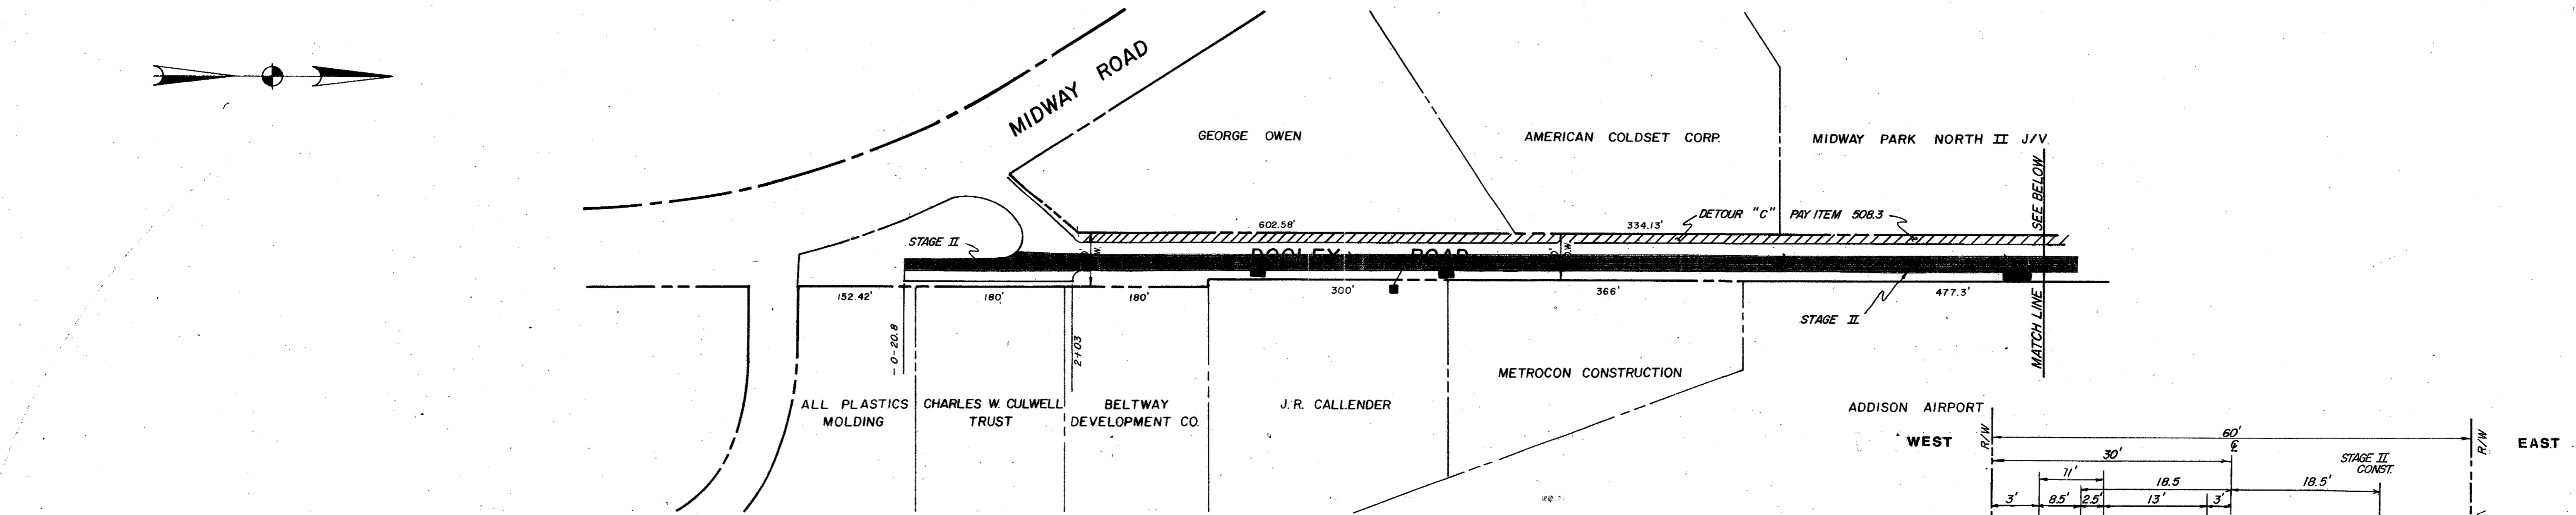 MIDWAY ROAD
GEORGE OWEN
AMERICAN COLDSET CORP.
MIDWAY PARK NORTH II J/V
SEE BELOW
MATCH LINE
602.58'
334.13'
DETOUR "C" PAY ITEM 508.3
STAGE II
DOOLEY ROAD
152.42'
180'
180'
300'
366'
477.3'
STAGE II
-0-20.8
2+03
METROCON CONSTRUCTION
ALL PLASTICS
MOLDING
CHARLES W. CULWELL
TRUST
BELTWAY
DEVELOPMENT CO.
J.R. CALLENDER
ADDISON AIRPORT
WEST
R/W
60'
R/W
EAST
30'
STAGE II
CONST.
11'
18.5
18.5'
3'
8.5'
2.5'
13'
3'